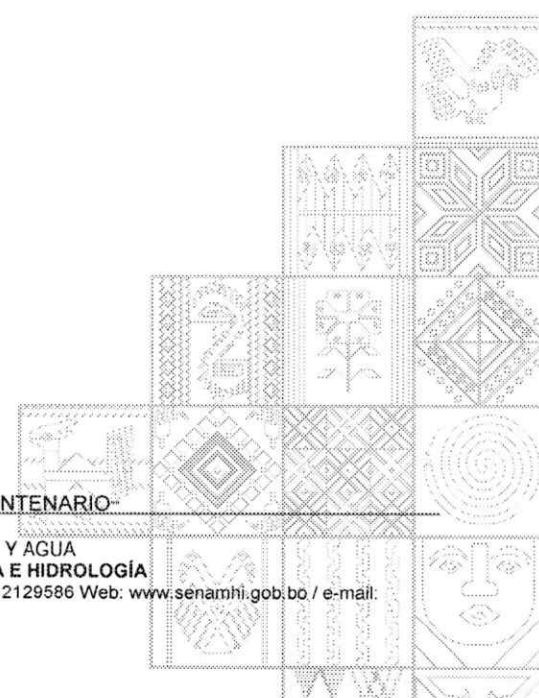 NTENARIO
Y AGUA
A E HIDROLOGÍA
2129586 Web: www.senamhi.gob.bo / e-mail: